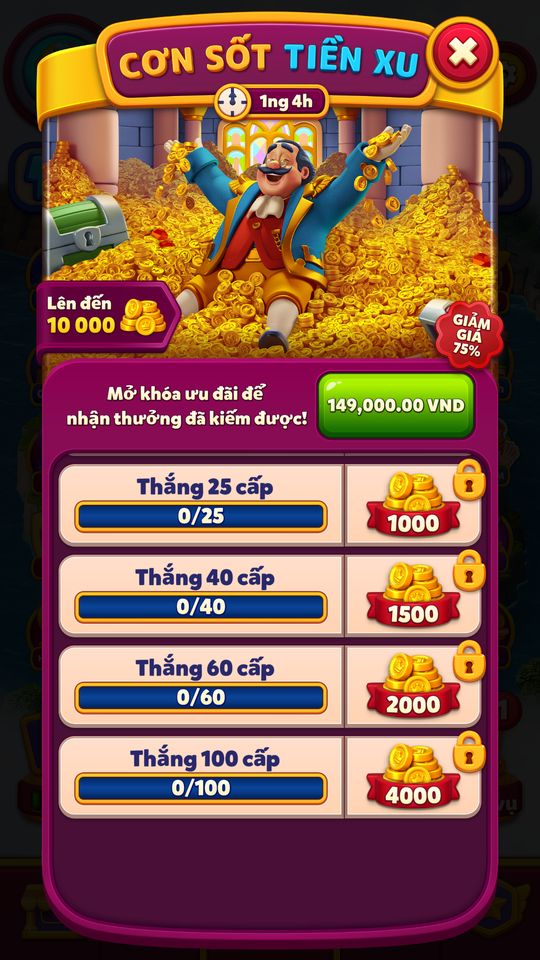 CƠN SỐT TIỀN XU
1ng 4h
Lên đến
10 000
GIẢM
GIÁ
75%
Mở khóa ưu đãi để
nhận thưởng đã kiếm được!
149,000.00 VND
Thắng 25 cấp
0/25
1000
Thắng 40 cấp
0/40
1500
Thắng 60 cấp
0/60
2000
Thắng 100 cấp
0/100
4000